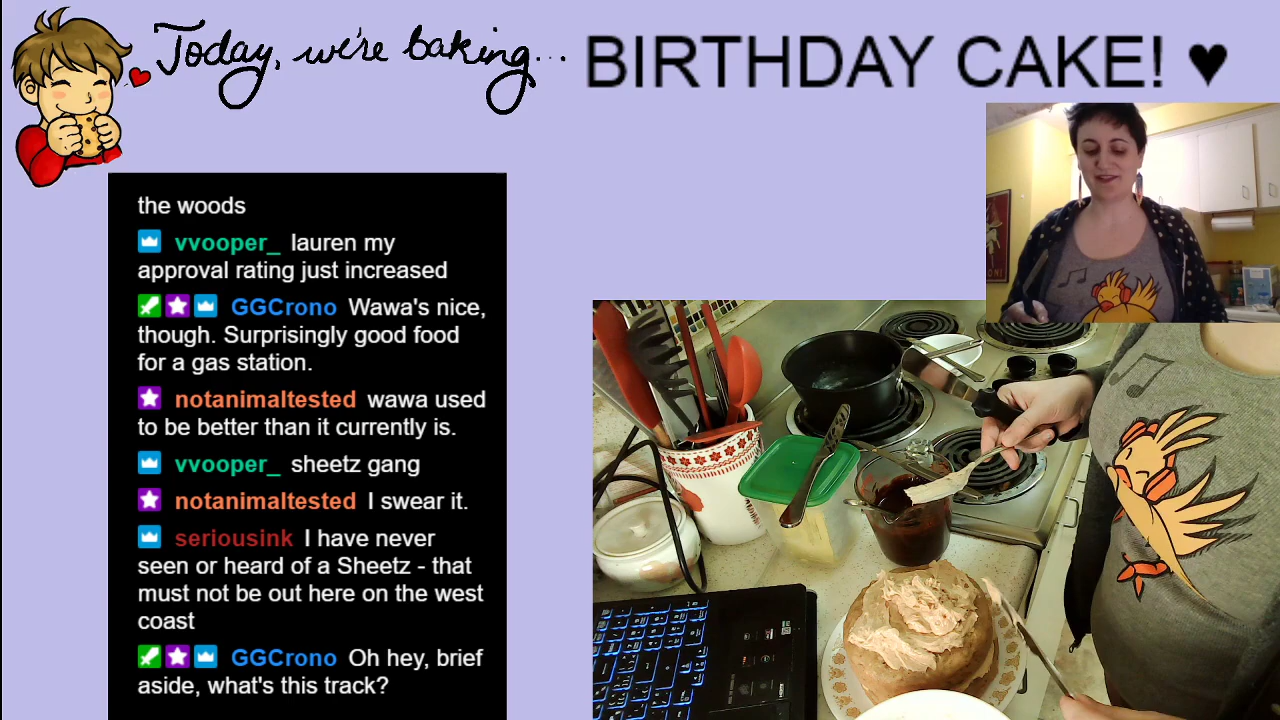 Today, we're baking... BIRTHDAY CAKE! ♥
the woods
vvooper_ lauren my
approval rating just increased
GGCrono Wawa's nice,
though. Surprisingly good food
for a gas station.
notanimaltested wawa used
to be better than it currently is.
vvooper_ sheetz gang
notanimaltested I swear it.
seriousink I have never
seen or heard of a Sheetz - that
must not be out here on the west
coast
GGCrono Oh hey, brief
aside, what's this track?